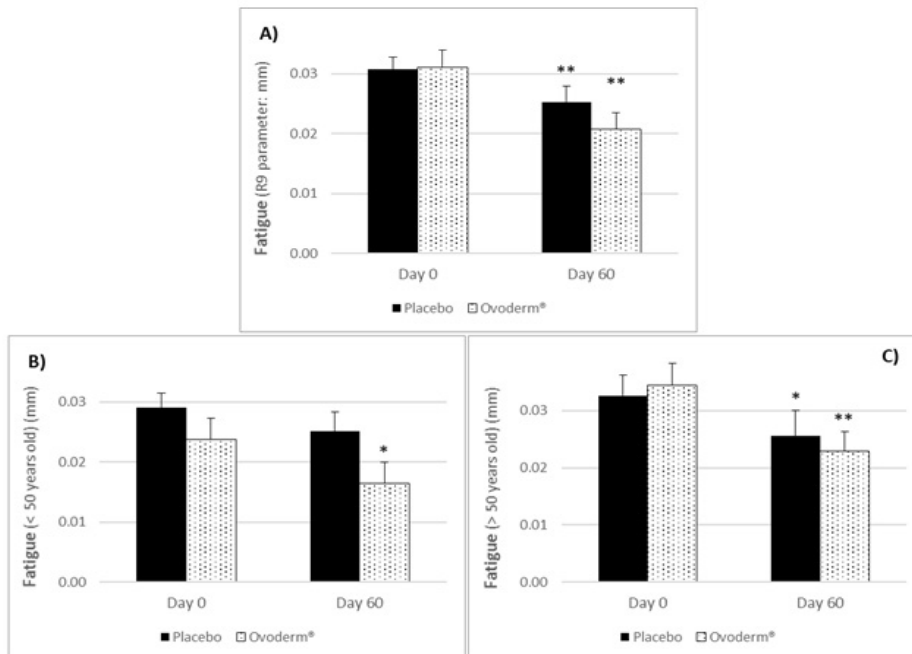 A)
Fatigue (R9 parameter: mm)
0.03
0.02
0.01
0.00
** **
Day 0 Day 60
Placebo Ovoderm®
B)
Fatigue (< 50 years old) (mm)
0.03
0.02
0.01
0.00
*
Day 0 Day 60
Placebo Ovoderm®
C)
Fatigue (> 50 years old) (mm)
0.03
0.02
0.01
0.00
* **
Day 0 Day 60
Placebo Ovoderm®